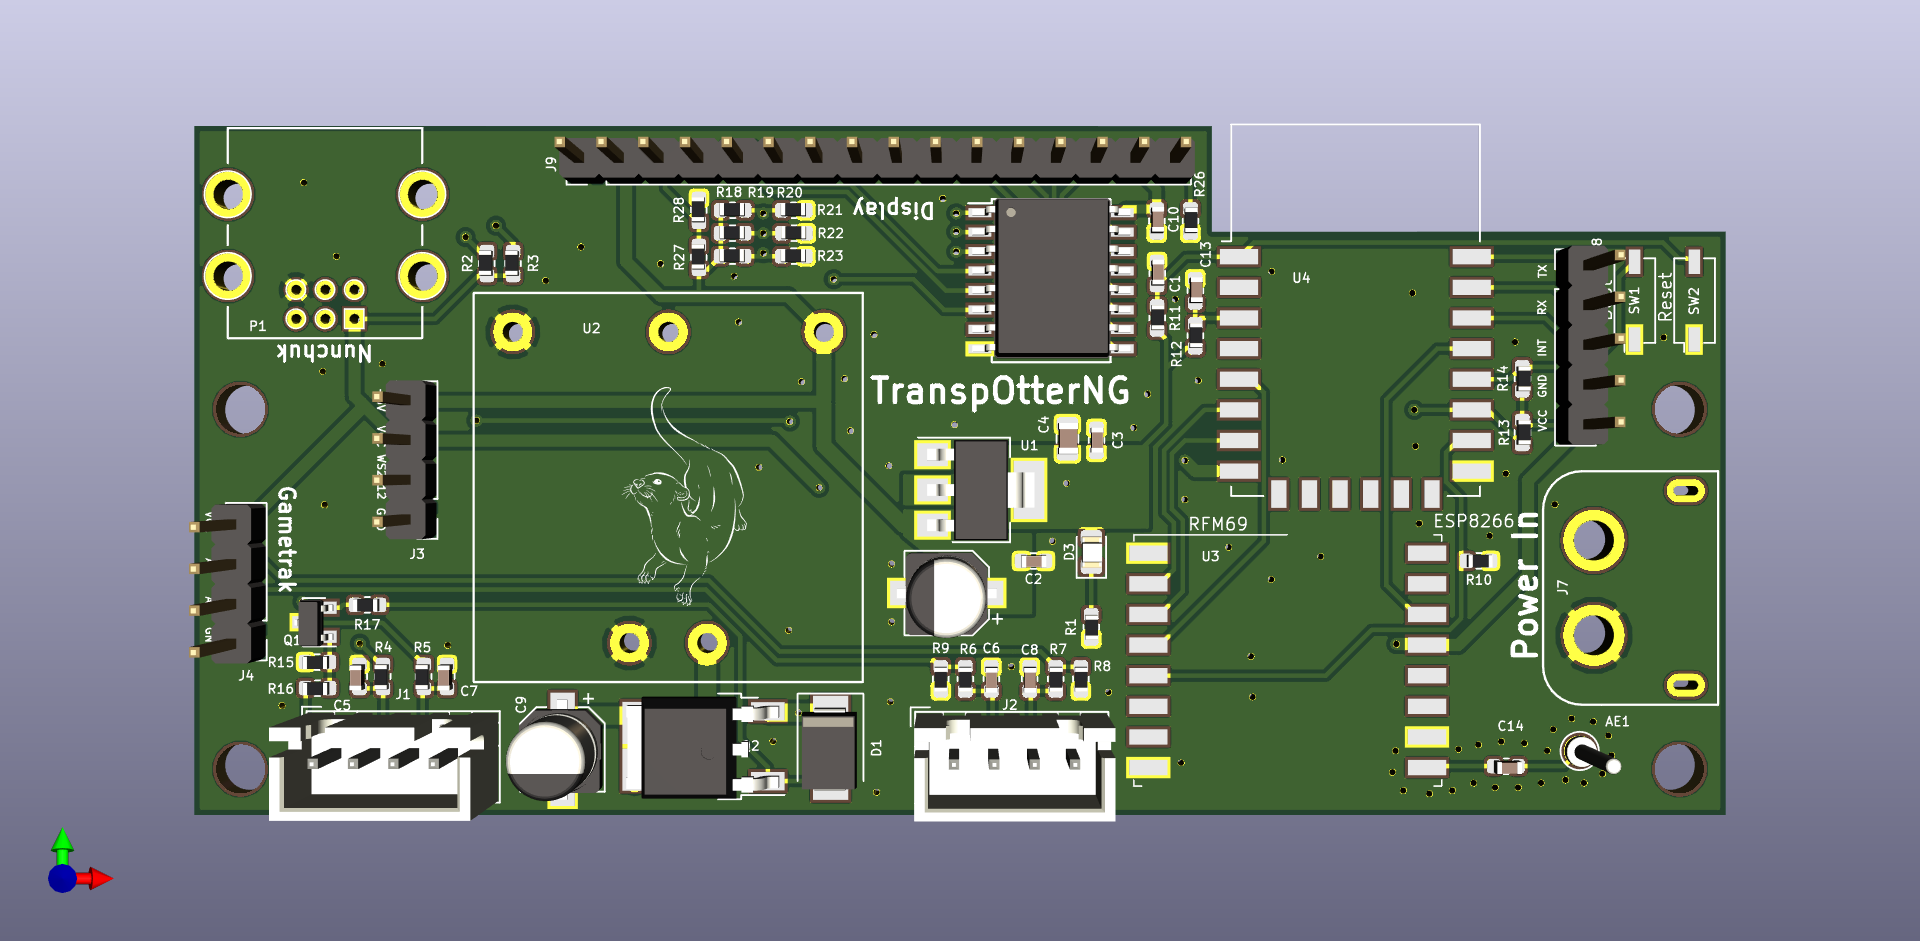 J9
R26
R28
R18
R19
R20
R21
R22
R23
R27
Display
C10
C13
C1
R11
R12
U4
8
TX
RX
INT
GND
VCC
SW1
Reset
SW2
R2
R3
P1
Nunchuk
U2
TranspOtterNG
R14
R13
C4
C3
U1
J3
WS2812
Gametrak
J4
RFM69
ESP8266
U3
D3
C2
R10
J7
Power In
Q1
R17
R1
+
R15
R16
R4
R5
C7
J1
C5
R9
R6
C6
C8
R7
R8
C9
+
D1
J2
C14
AE1